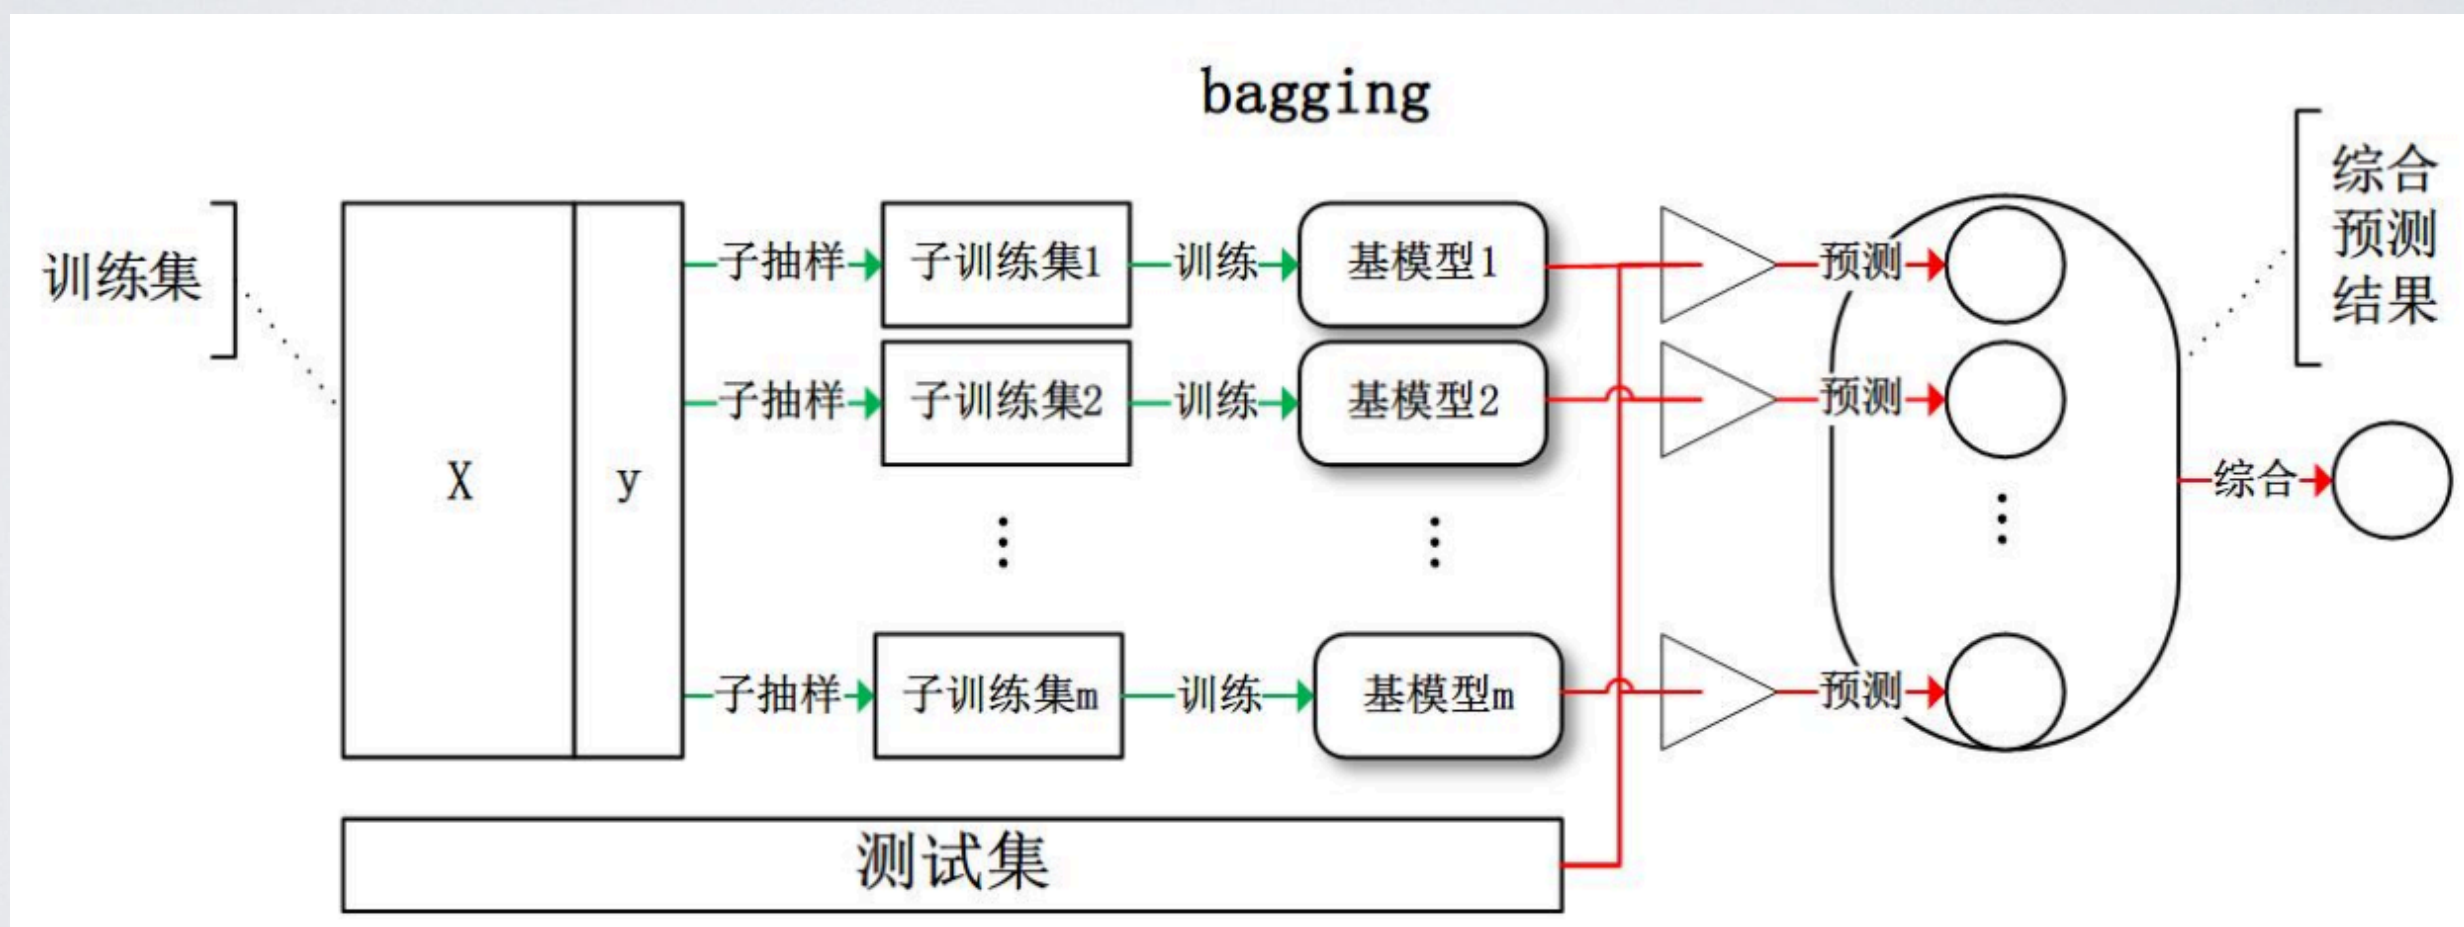 bagging
训练集
X
y
子抽样
子训练集1
训练
基模型1
预测
子抽样
子训练集2
训练
基模型2
预测
子抽样
子训练集m
训练
基模型m
预测
综合
预测
结果
综合
测试集